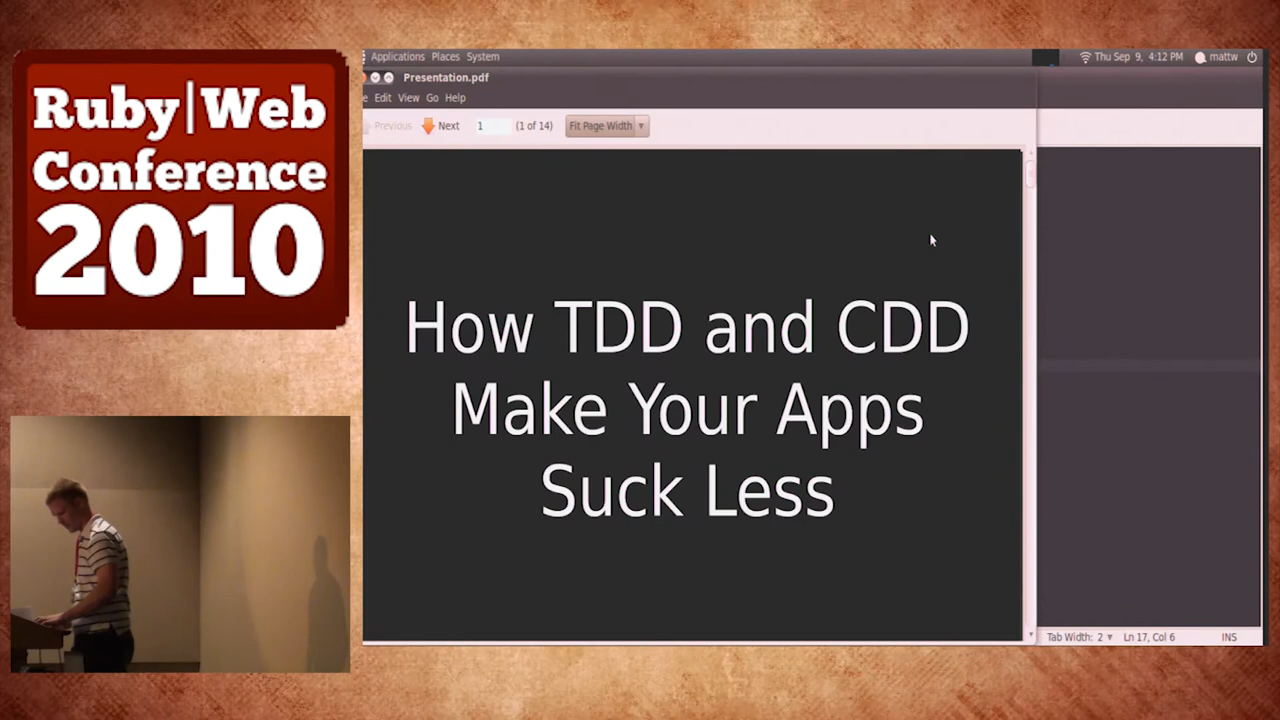 Ruby|Web
Conference
2010
Applications Places System
Thu Sep 9, 4:12 PM mattw
Presentation.pdf
Edit View Go Help
Previous Next 1 (1 of 14) Fit Page Width
How TDD and CDD
Make Your Apps
Suck Less
Tab Width: 2 Ln 17, Col 6 INS